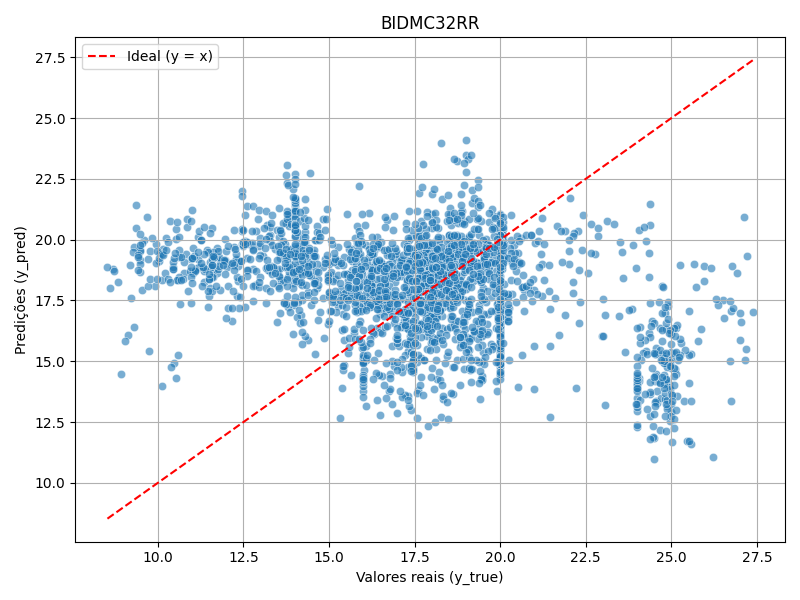 BIDMC32RR
Ideal (y = x)
27.5
25.0
22.5
20.0
17.5
15.0
12.5
10.0
Predições (y_pred)
10.0 12.5 15.0 17.5 20.0 22.5 25.0 27.5
Valores reais (y_true)